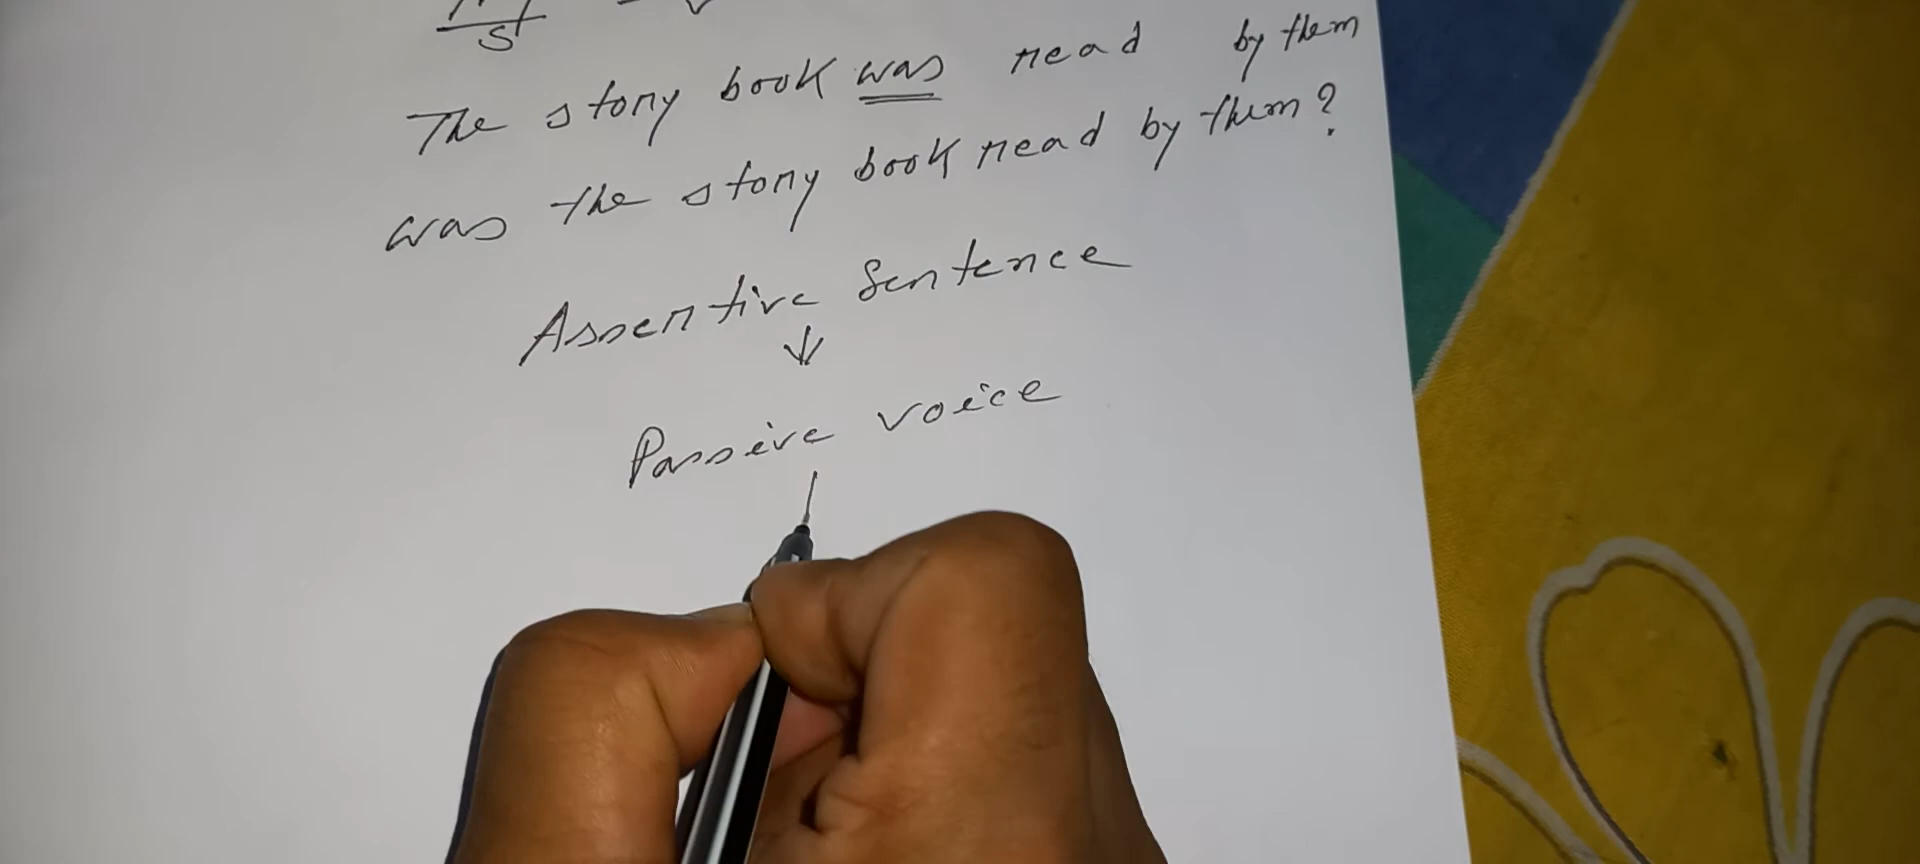 S
The story book was read by them
was the story book read by them?
Assertive Sentence
↓
Passive voice